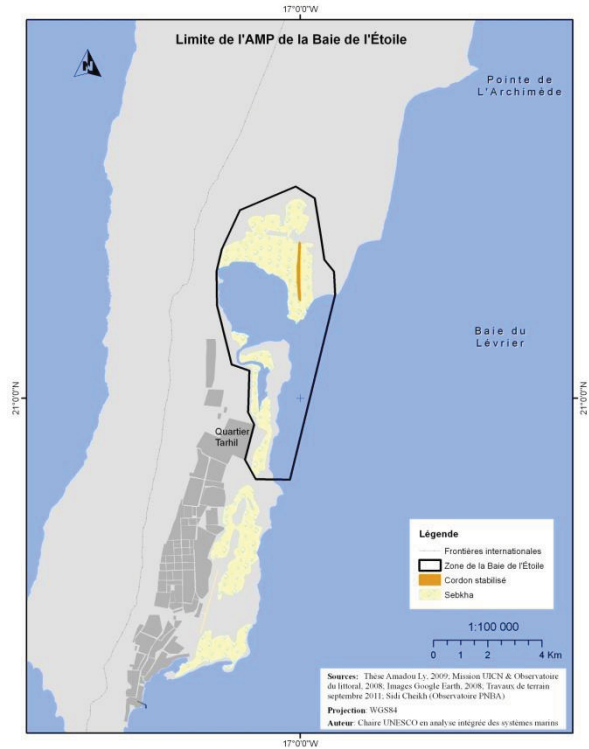 17°0'0"W
Limite de l'AMP de la Baie de l'Étoile
N
Pointe de
L'Archimède
Baie du
Lévrier
21°0'0"N
21°0'0"N
Quartier
Tarhil
Légende
Frontières internationales
Zone de la Baie de l'Étoile
Cordon stabilisé
Sebkha
1:100 000
0 1 2 4 Km
Sources: Thèse Amadou Ly, 2009; Mission UICN & Observatoire
du littoral, 2008; Images Google Earth, 2008, Travaux de terrain
septembre 2011; Sidi Cheikh (Observatoire PNBA)
Projection: WGS84
Auteur: Chaire UNESCO en analyse intégrée des systèmes marins
17°0'0"W